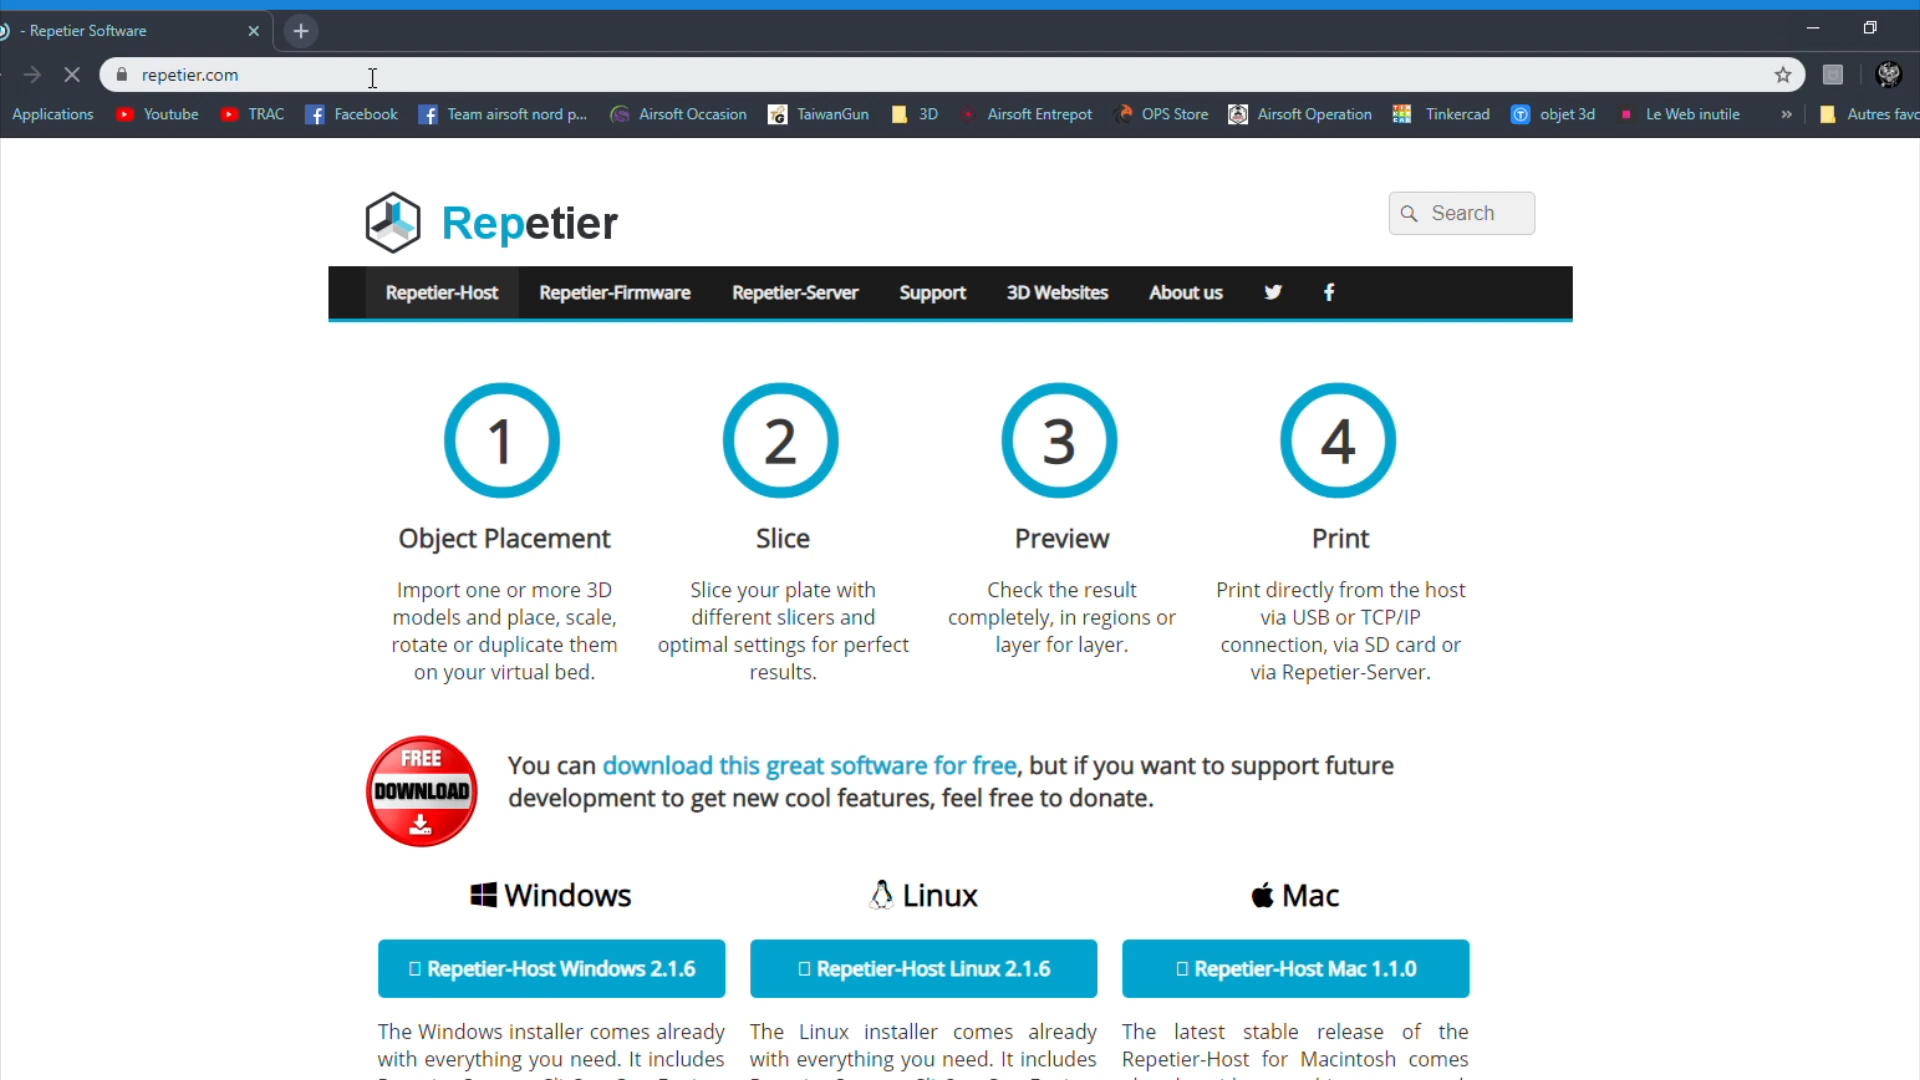 - Repetier Software
repetier.com
Applications Youtube TRAC Facebook Team airsoft nord p... Airsoft Occasion TaiwanGun 3D Airsoft Entrepot OPS Store Airsoft Operation Tinkercad objet 3d Le Web inutile » Autres favo
Repetier
Search
Repetier-Host Repetier-Firmware Repetier-Server Support 3D Websites About us
1 2 3 4
Object Placement
Import one or more 3D
models and place, scale,
rotate or duplicate them
on your virtual bed.
Slice
Slice your plate with
different slicers and
optimal settings for perfect
results.
Preview
Check the result
completely, in regions or
layer for layer.
Print
Print directly from the host
via USB or TCP/IP
connection, via SD card or
via Repetier-Server.
FREE
DOWNLOAD
You can download this great software for free, but if you want to support future
development to get new cool features, feel free to donate.
Windows
Repetier-Host Windows 2.1.6
The Windows installer comes already
with everything you need. It includes
Linux
Repetier-Host Linux 2.1.6
The Linux installer comes already
with everything you need. It includes
Mac
Repetier-Host Mac 1.1.0
The latest stable release of the
Repetier-Host for Macintosh comes